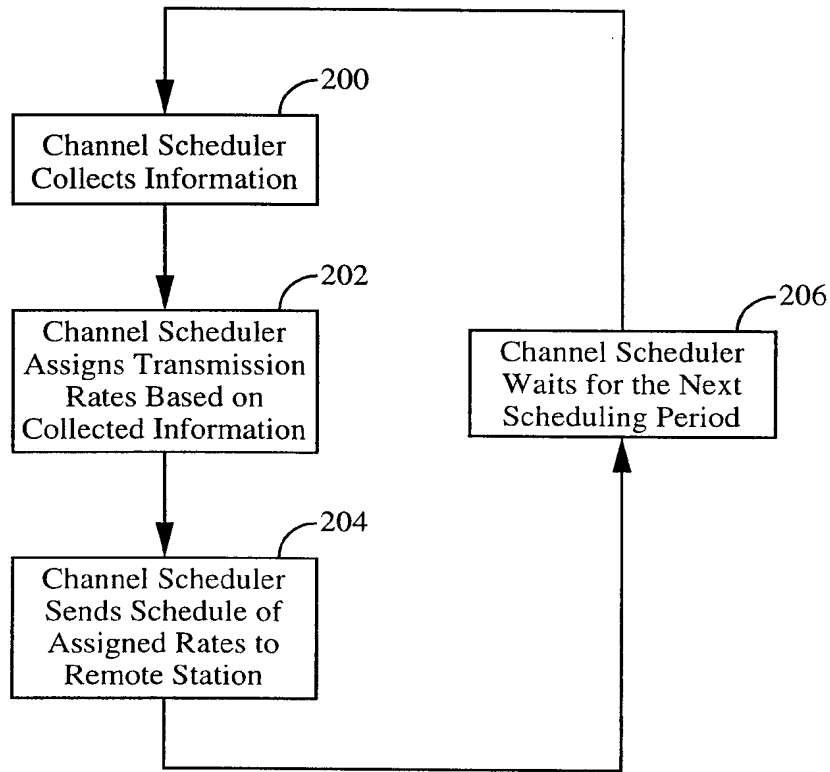 200
Channel Scheduler
Collects Information
202
Channel Scheduler
Assigns Transmission
Rates Based on
Collected Information
204
Channel Scheduler
Sends Schedule of
Assigned Rates to
Remote Station
206
Channel Scheduler
Waits for the Next
Scheduling Period